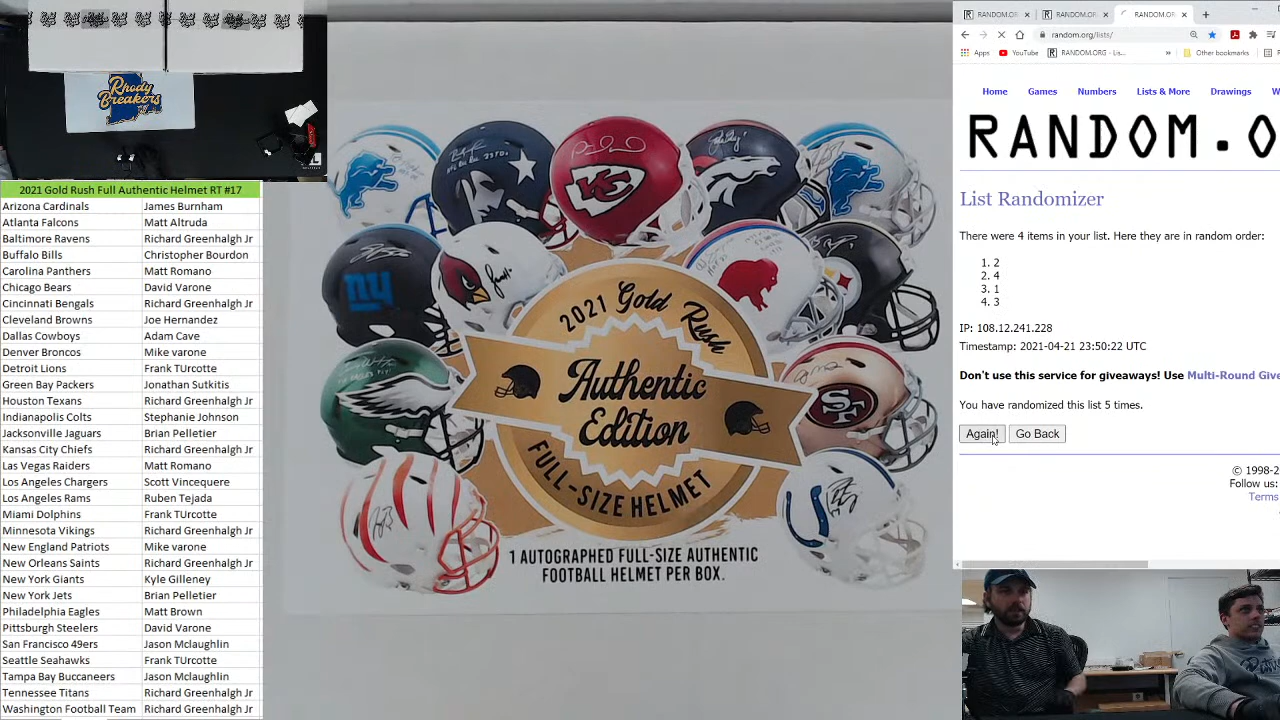 2021 Gold Rush Full Authentic Helmet RT #17
Arizona Cardinals James Burnham
Atlanta Falcons Matt Altruda
Baltimore Ravens Richard Greenhalgh Jr
Buffalo Bills Christopher Bourdon
Carolina Panthers Matt Romano
Chicago Bears David Varone
Cincinnati Bengals Richard Greenhalgh Jr
Cleveland Browns Joe Hernandez
Dallas Cowboys Adam Cave
Denver Broncos Mike varone
Detroit Lions Frank TUrcotte
Green Bay Packers Jonathan Sutkitis
Houston Texans Richard Greenhalgh Jr
Indianapolis Colts Stephanie Johnson
Jacksonville Jaguars Brian Pelletier
Kansas City Chiefs Richard Greenhalgh Jr
Las Vegas Raiders Matt Romano
Los Angeles Chargers Scott Vincequere
Los Angeles Rams Ruben Tejada
Miami Dolphins Frank TUrcotte
Minnesota Vikings Richard Greenhalgh Jr
New England Patriots Mike varone
New Orleans Saints Richard Greenhalgh Jr
New York Giants Kyle Gilleney
New York Jets Brian Pelletier
Philadelphia Eagles Matt Brown
Pittsburgh Steelers David Varone
San Francisco 49ers Jason Mclaughlin
Seattle Seahawks Frank TUrcotte
Tampa Bay Buccaneers Jason Mclaughlin
Tennessee Titans Richard Greenhalgh Jr
Washington Football Team Richard Greenhalgh Jr
Rhody
Breakers
ny
KC
SF
2021 Gold Rush
Authentic
Edition
FULL-SIZE HELMET
1 AUTOGRAPHED FULL-SIZE AUTHENTIC
FOOTBALL HELMET PER BOX.
RANDOM.ORG RANDOM.ORG RANDOM.OR
random.org/lists/
Apps YouTube RANDOM.ORG - Lis... » Other bookmarks
Home Games Numbers Lists & More Drawings W
RANDOM.O
List Randomizer
There were 4 items in your list. Here they are in random order:
1. 2
2. 4
3. 1
4. 3
IP: 108.12.241.228
Timestamp: 2021-04-21 23:50:22 UTC
Don't use this service for giveaways! Use Multi-Round Give
You have randomized this list 5 times.
Again! Go Back
© 1998-2
Follow us:
Terms